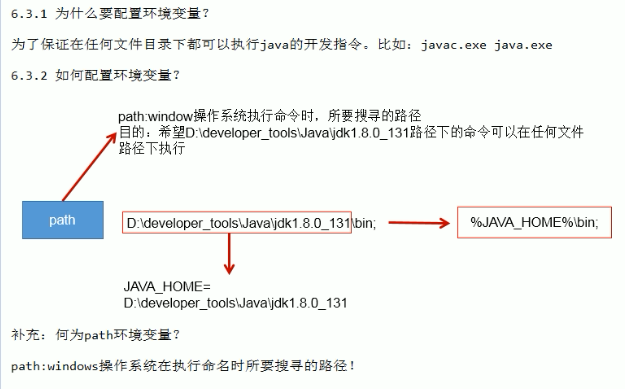 6.3.1 为什么要配置环境变量?
为了保证在任何文件目录下都可以执行java的开发指令。比如: javac.exe java.exe
6.3.2 如何配置环境变量?
path:window操作系统执行命令时，所要搜寻的路径
目的：希望D:\developer_tools\Java\jdk1.8.0_131路径下的命令可以在任何文件
路径下执行
path
D:\developer_tools\Java\jdk1.8.0_131\bin;
%JAVA_HOME%\bin;
JAVA_HOME=
D:\developer_tools\Java\jdk1.8.0_131
补充: 何为path环境变量?
path:windows操作系统在执行命名时所要搜寻的路径!